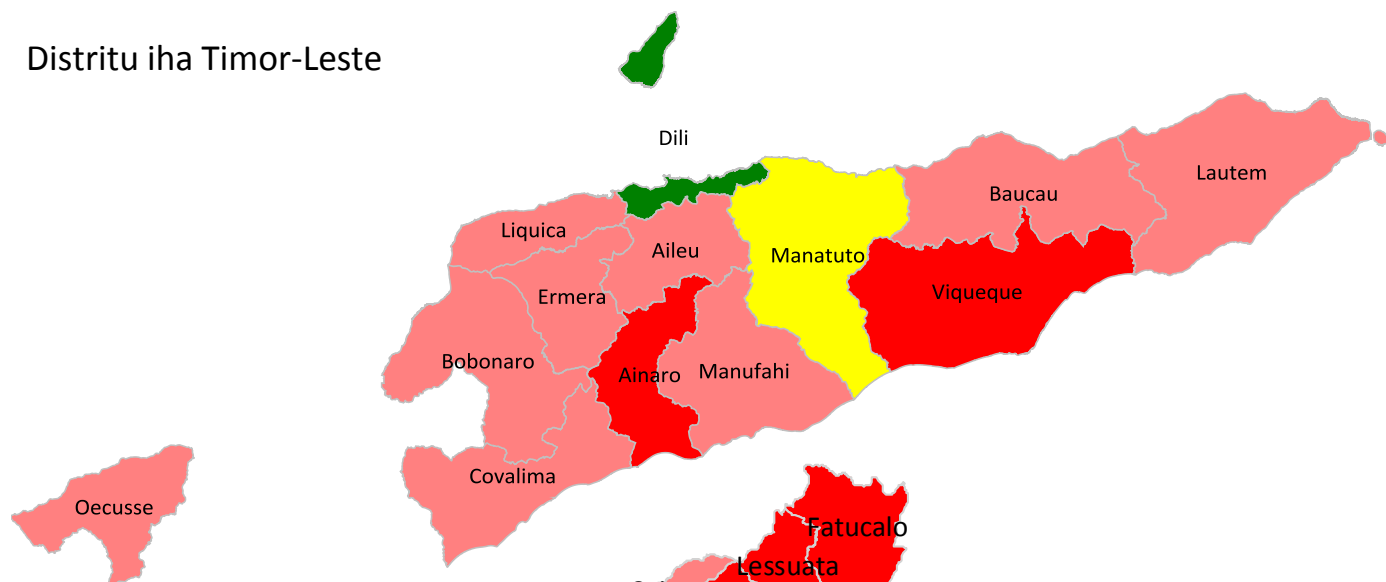 Distritu iha Timor-Leste
Dili
Lautem
Baucau
Liquica
Aileu
Manatuto
Viqueque
Ermera
Bobonaro
Ainaro
Manufahi
Covalima
Oecusse
Fatucalo
Lessuata